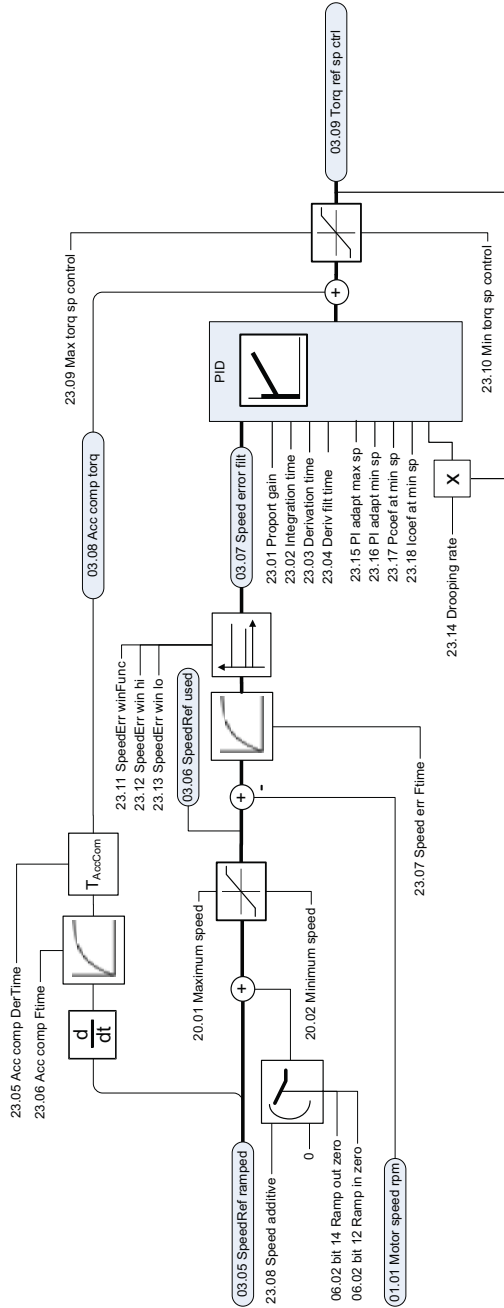 23.05 Acc comp DerTime
23.06 Acc comp Ftime
d
dt
TAccCom
03.08 Acc comp torq
23.09 Max torq sp control
03.05 SpeedRef ramped
+
20.01 Maximum speed
20.02 Minimum speed
03.06 SpeedRef used
23.11 SpeedErr winFunc
23.12 SpeedErr win hi
23.13 SpeedErr win lo
+
-
23.07 Speed err Ftime
03.07 Speed error filt
PID
+
03.09 Torq ref sp ctrl
23.10 Min torq sp control
23.08 Speed additive
0
06.02 bit 14 Ramp out zero
06.02 bit 12 Ramp in zero
01.01 Motor speed rpm
23.01 Proport gain
23.02 Integration time
23.03 Derivation time
23.04 Deriv filt time
23.15 PI adapt max sp
23.16 PI adapt min sp
23.17 Pcoef at min sp
23.18 Icoef at min sp
23.14 Drooping rate
X